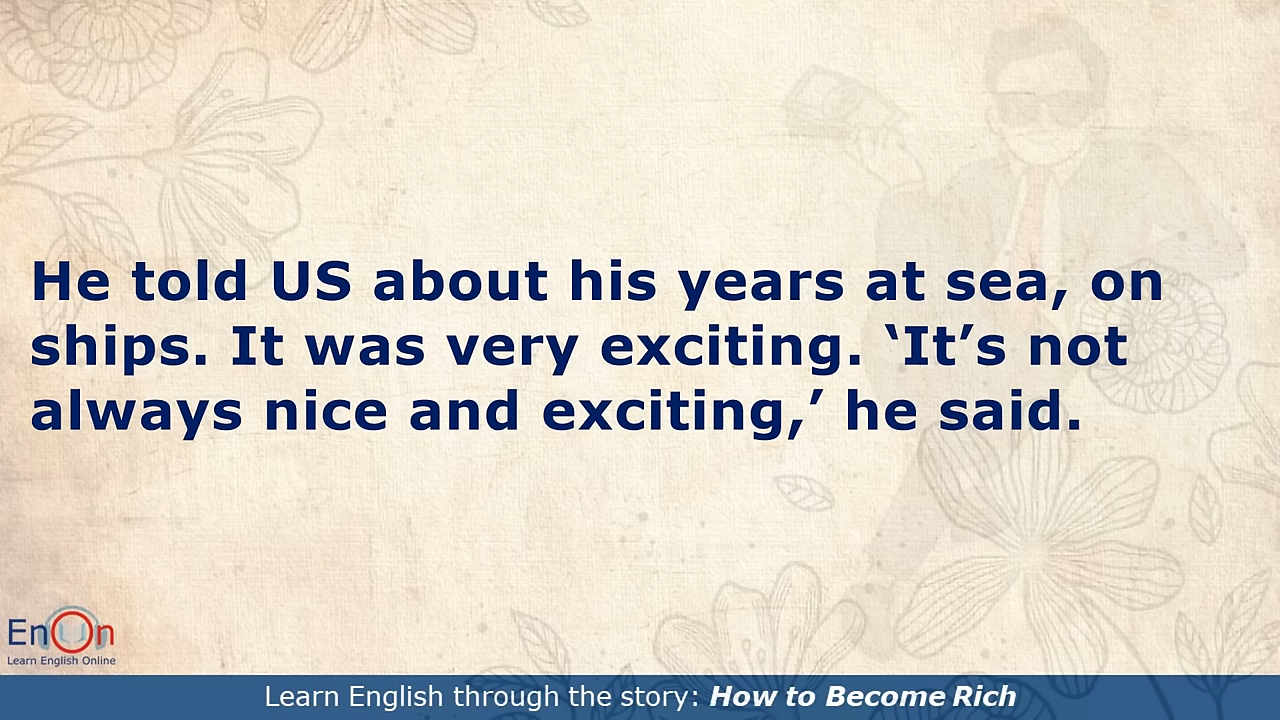 He told US about his years at sea, on
ships. It was very exciting. ‘It’s not
always nice and exciting,’ he said.
EnOn
Learn English Online
Learn English through the story: How to Become Rich